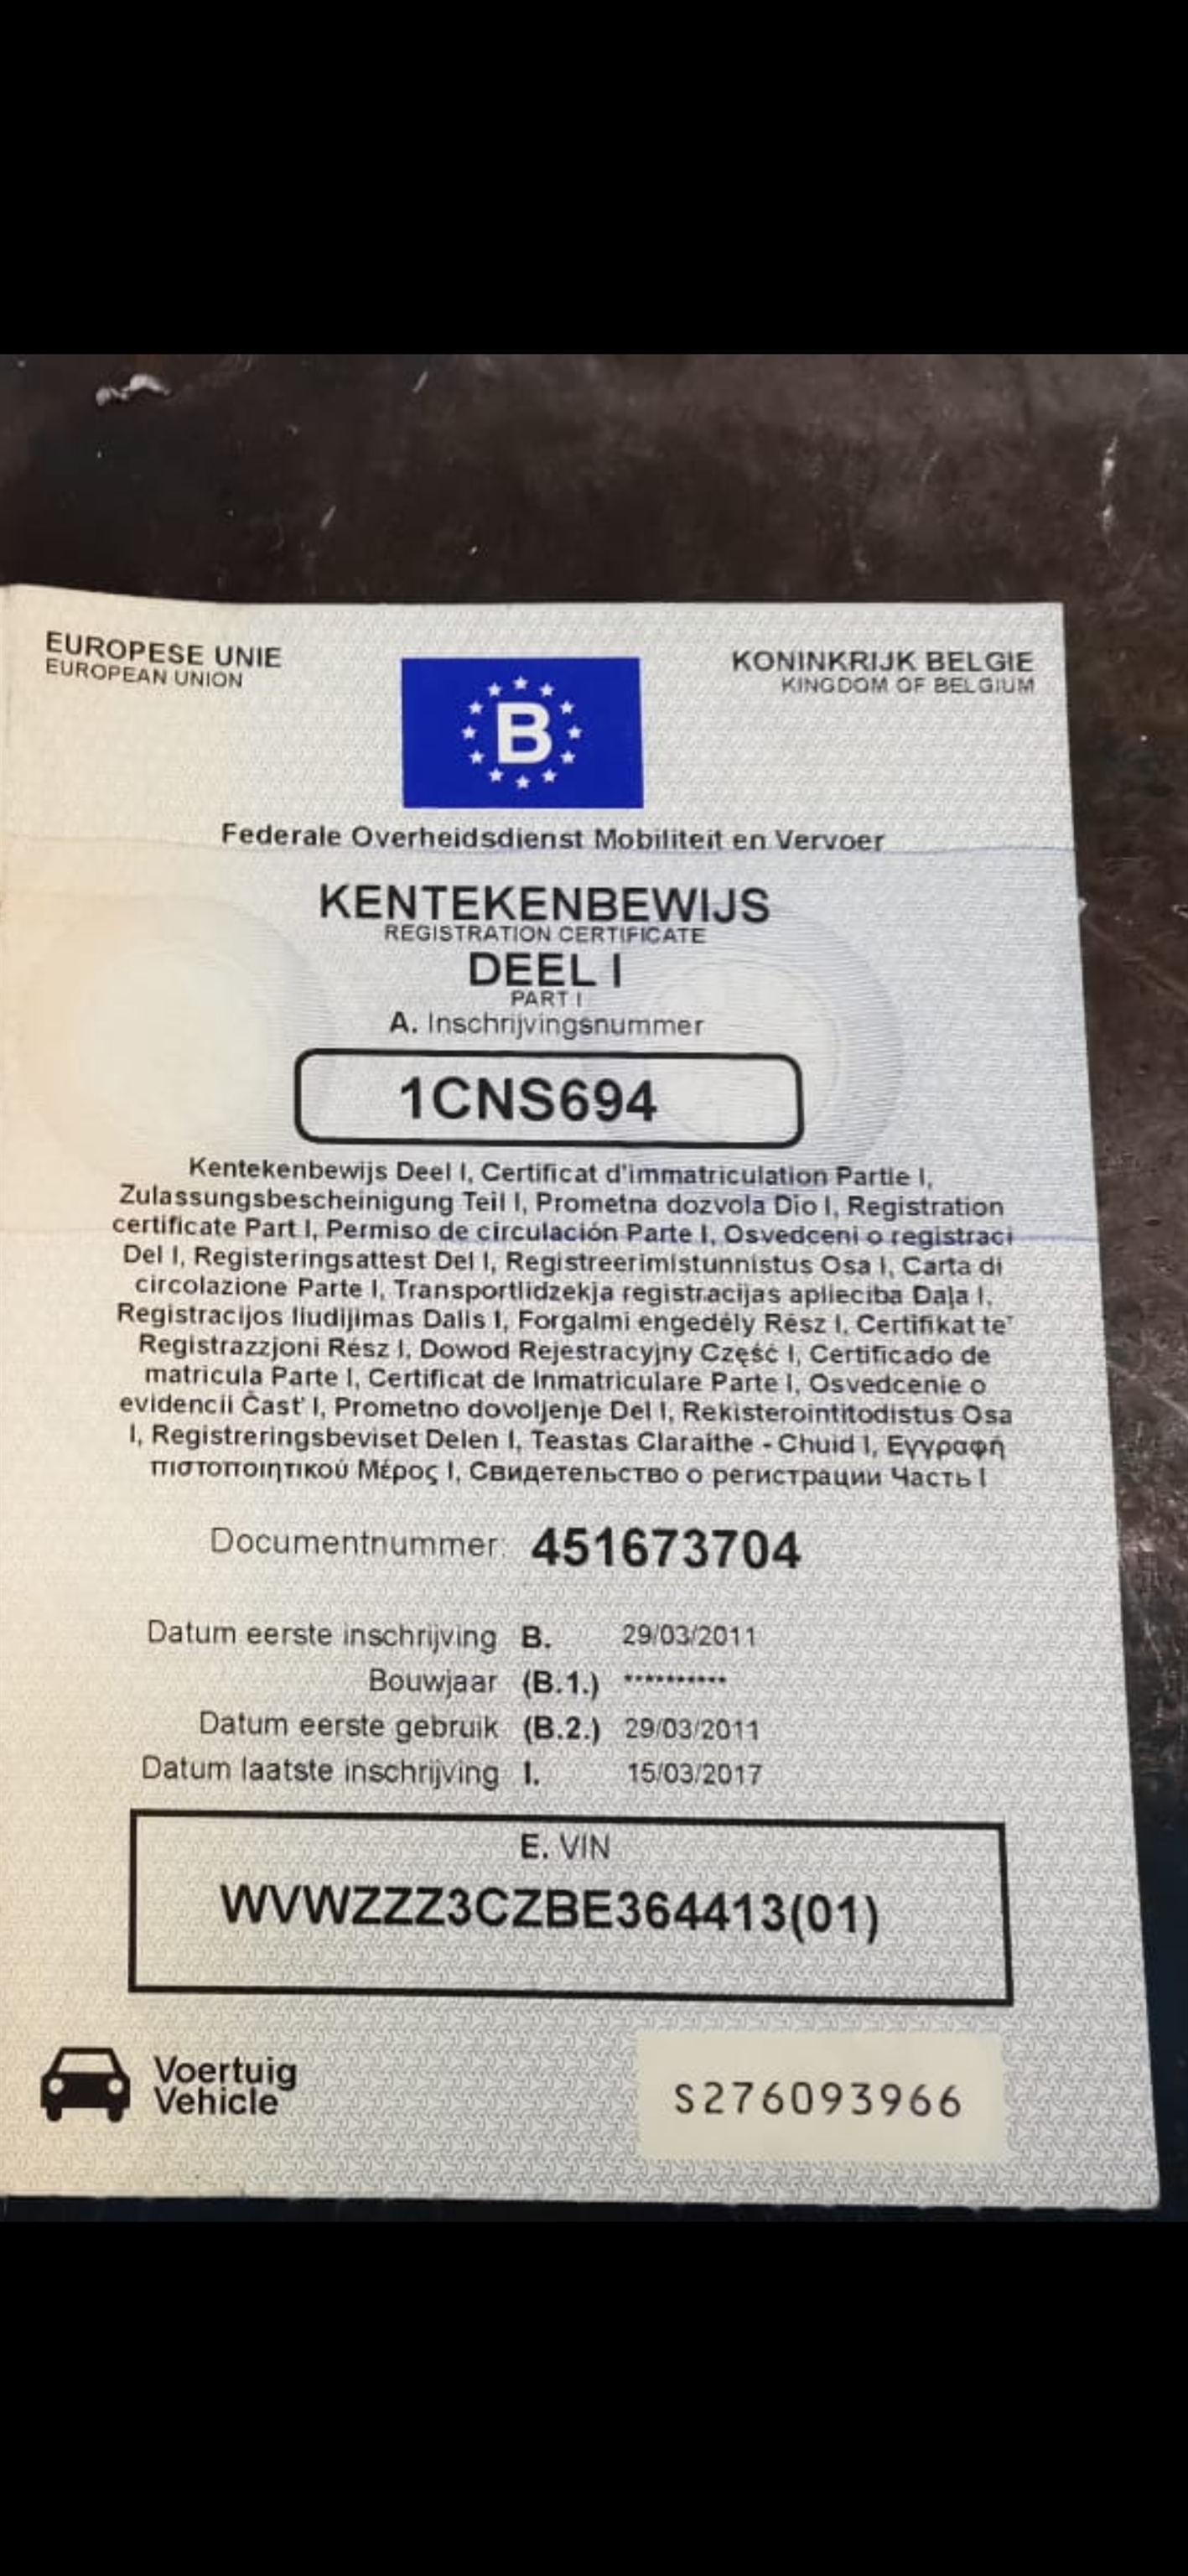 EUROPESE UNIE
EUROPEAN UNION
KONINKRIJK BELGIE
KINGDOM OF BELGIUM
B
Federale Overheidsdienst Mobiliteit en Vervoer
KENTEKENBEWIJS
REGISTRATION CERTIFICATE
DEEL I
PART I
A. Inschrijvingsnummer
1CNS694
Kentekenbewijs Deel I, Certificat d'immatriculation Partie I,
Zulassungsbescheinigung Teil I, Prometna dozvola Dio I, Registration
certificate Part I, Permiso de circulación Parte I, Osvedceni o registraci
Del I, Registeringsattest Del I, Registreerimistunnistus Osa I, Carta di
circolazione Parte I, Transportlidzekja registracijas aplieciba Daļa I,
Registracijos liudijimas Dalis I, Forgalmi engedély Rész I, Certifikat ta'
Registrazzjoni Rész I, Dowod Rejestracyjny Część I, Certificado de
matricula Parte I, Certificat de Inmatriculare Parte I, Osvedcenie o
evidencii Časť I, Prometno dovoljenje Del I, Rekisterointitodistus Osa
I, Registreringsbeviset Delen I, Teastas Claraithe - Chuid I, Εγγραφή
πιστοποιητικού Μέρος I, Свидетельство о регистрации Часть I
Documentnummer: 451673704
Datum eerste inschrijving B. 29/03/2011
Bouwjaar (B.1.) **********
Datum eerste gebruik (B.2.) 29/03/2011
Datum laatste inschrijving I. 15/03/2017
E. VIN
WVWZZZ3CZBE364413(01)
Voertuig
Vehicle
S276093966